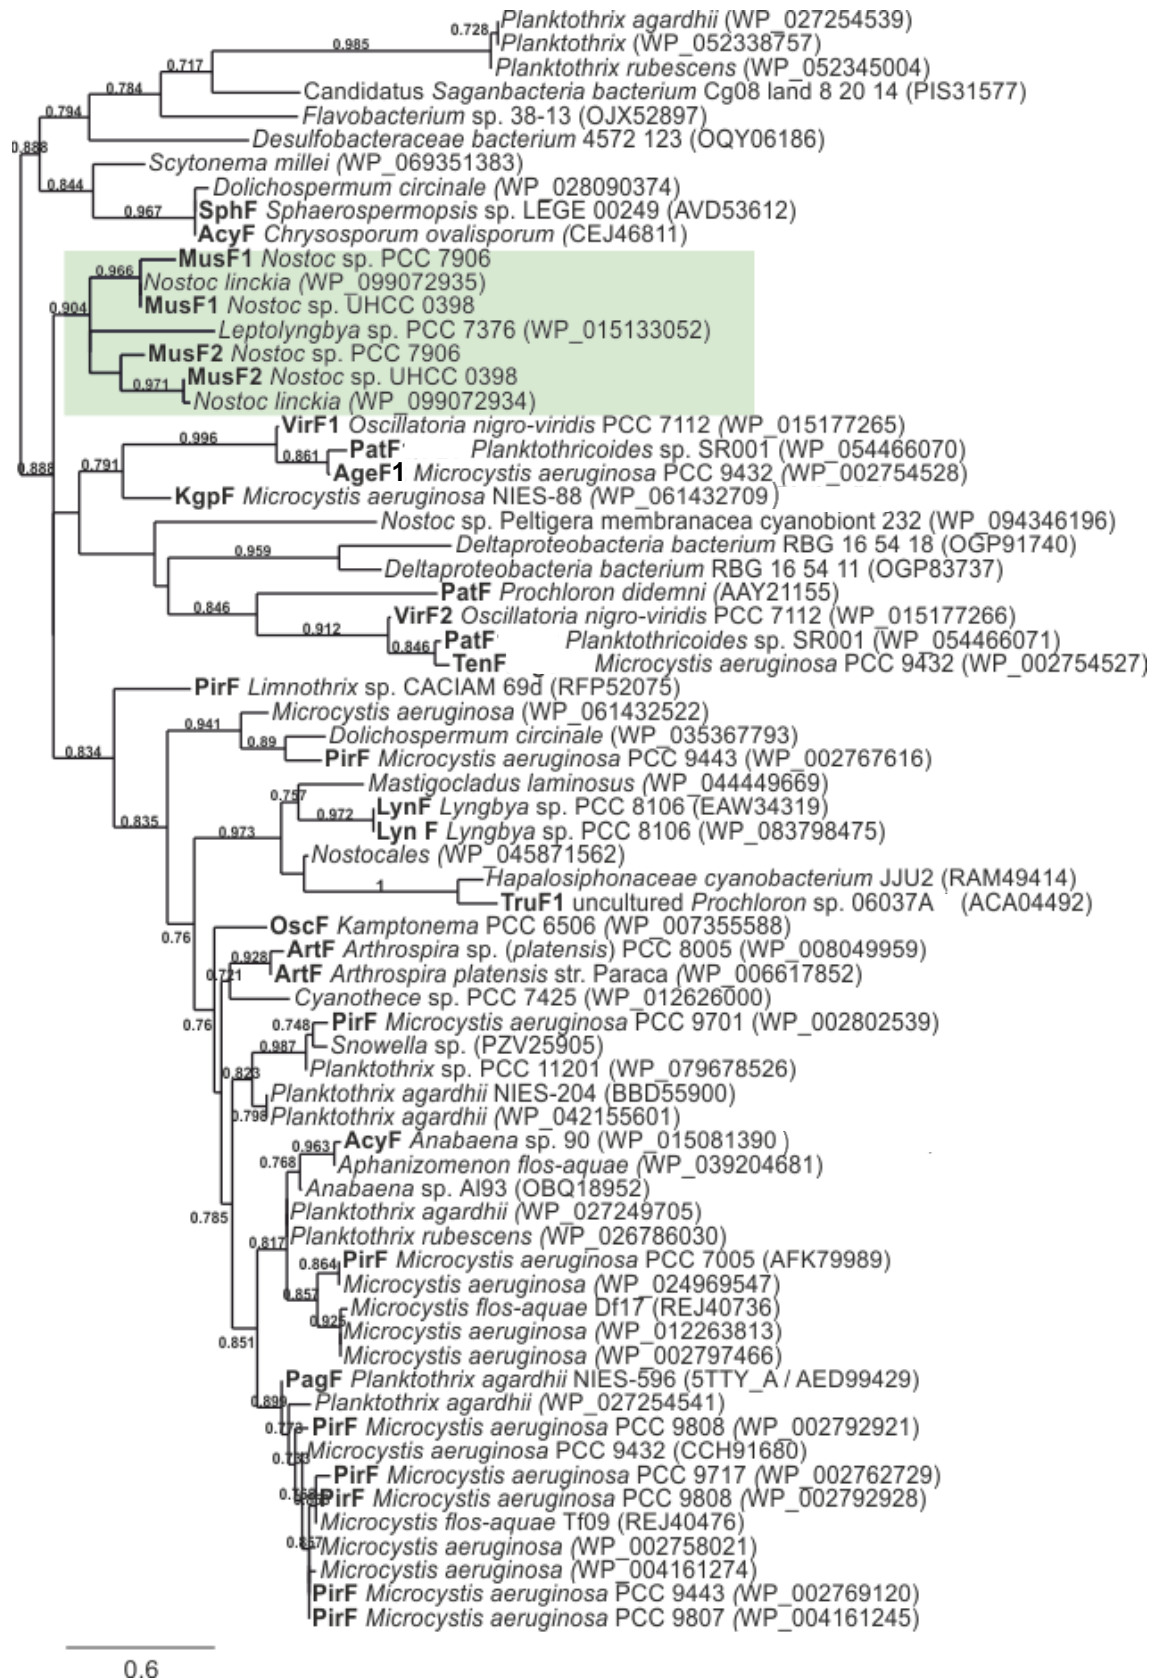 Planktothrix agardhii (WP_027254539)
0.728
Planktothrix (WP_052338757)
0.985
Planktothrix rubescens (WP_052345004)
0.717
Candidatus Saganbacteria bacterium Cg08 land 8 20 14 (PIS31577)
0.784
Flavobacterium sp. 38-13 (OJX52897)
0.794
Desulfobacteraceae bacterium 4572 123 (OQY06186)
0.888
Scytonema millei (WP_069351383)
0.844
Dolichospermum circinale (WP_028090374)
0.967
SphF Sphaerospermopsis sp. LEGE 00249 (AVD53612)
AcyF Chrysosporum ovalisporum (CEJ46811)
MusF1 Nostoc sp. PCC 7906
0.966
Nostoc linckia (WP_099072935)
0.904
MusF1 Nostoc sp. UHCC 0398
Leptolyngbya sp. PCC 7376 (WP_015133052)
MusF2 Nostoc sp. PCC 7906
0.971
MusF2 Nostoc sp. UHCC 0398
Nostoc linckia (WP_099072934)
VirF1 Oscillatoria nigro-viridis PCC 7112 (WP_015177265)
0.996
PatF Planktothricoides sp. SR001 (WP_054466070)
0.861
0.888
0.791
AgeF1 Microcystis aeruginosa PCC 9432 (WP_002754528)
KgpF Microcystis aeruginosa NIES-88 (WP_061432709)
Nostoc sp. Peltigera membranacea cyanobiont 232 (WP_094346196)
0.959
Deltaproteobacteria bacterium RBG 16 54 18 (OGP91740)
Deltaproteobacteria bacterium RBG 16 54 11 (OGP83737)
PatF Prochloron didemni (AAY21155)
0.846
VirF2 Oscillatoria nigro-viridis PCC 7112 (WP_015177266)
0.912
PatF Planktothricoides sp. SR001 (WP_054466071)
0.846
TenF Microcystis aeruginosa PCC 9432 (WP_002754527)
PirF Limnothrix sp. CACIAM 69d (RFP52075)
Microcystis aeruginosa (WP_061432522)
0.941
Dolichospermum circinale (WP_035367793)
0.89
0.834
PirF Microcystis aeruginosa PCC 9443 (WP_002767616)
Mastigocladus laminosus (WP_044449669)
0.757
LynF Lyngbya sp. PCC 8106 (EAW34319)
0.972
0.835
0.973
Lyn F Lyngbya sp. PCC 8106 (WP_083798475)
Nostocales (WP_045871562)
Hapalosiphonaceae cyanobacterium JJU2 (RAM49414)
1
TruF1 uncultured Prochloron sp. 06037A (ACA04492)
OscF Kamptonema PCC 6506 (WP_007355588)
0.76
ArtF Arthrospira sp. (platensis) PCC 8005 (WP_008049959)
0.928
0.721
ArtF Arthrospira platensis str. Paraca (WP_006617852)
Cyanothece sp. PCC 7425 (WP_012626000)
0.76
0.748
PirF Microcystis aeruginosa PCC 9701 (WP_002802539)
0.987
Snowella sp. (PZV25905)
Planktothrix sp. PCC 11201 (WP_079678526)
0.823
Planktothrix agardhii NIES-204 (BBD55900)
0.798
Planktothrix agardhii (WP_042155601)
AcyF Anabaena sp. 90 (WP_015081390 )
0.963
0.768
Aphanizomenon flos-aquae (WP_039204681)
Anabaena sp. Al93 (OBQ18952)
0.785
Planktothrix agardhii (WP_027249705)
0.817
Planktothrix rubescens (WP_026786030)
0.864
PirF Microcystis aeruginosa PCC 7005 (AFK79989)
Microcystis aeruginosa (WP_024969547)
0.857
Microcystis flos-aquae Df17 (REJ40736)
0.925
Microcystis aeruginosa (WP_012263813)
0.851
Microcystis aeruginosa (WP_002797466)
PagF Planktothrix agardhii NIES-596 (5TTY_A / AED99429)
Planktothrix agardhii (WP_027254541)
PirF Microcystis aeruginosa PCC 9808 (WP_002792921)
Microcystis aeruginosa PCC 9432 (CCH91680)
PirF Microcystis aeruginosa PCC 9717 (WP_002762729)
PirF Microcystis aeruginosa PCC 9808 (WP_002792928)
Microcystis flos-aquae Tf09 (REJ40476)
Microcystis aeruginosa (WP_002758021)
Microcystis aeruginosa (WP_004161274)
PirF Microcystis aeruginosa PCC 9443 (WP_002769120)
PirF Microcystis aeruginosa PCC 9807 (WP_004161245)
0.6